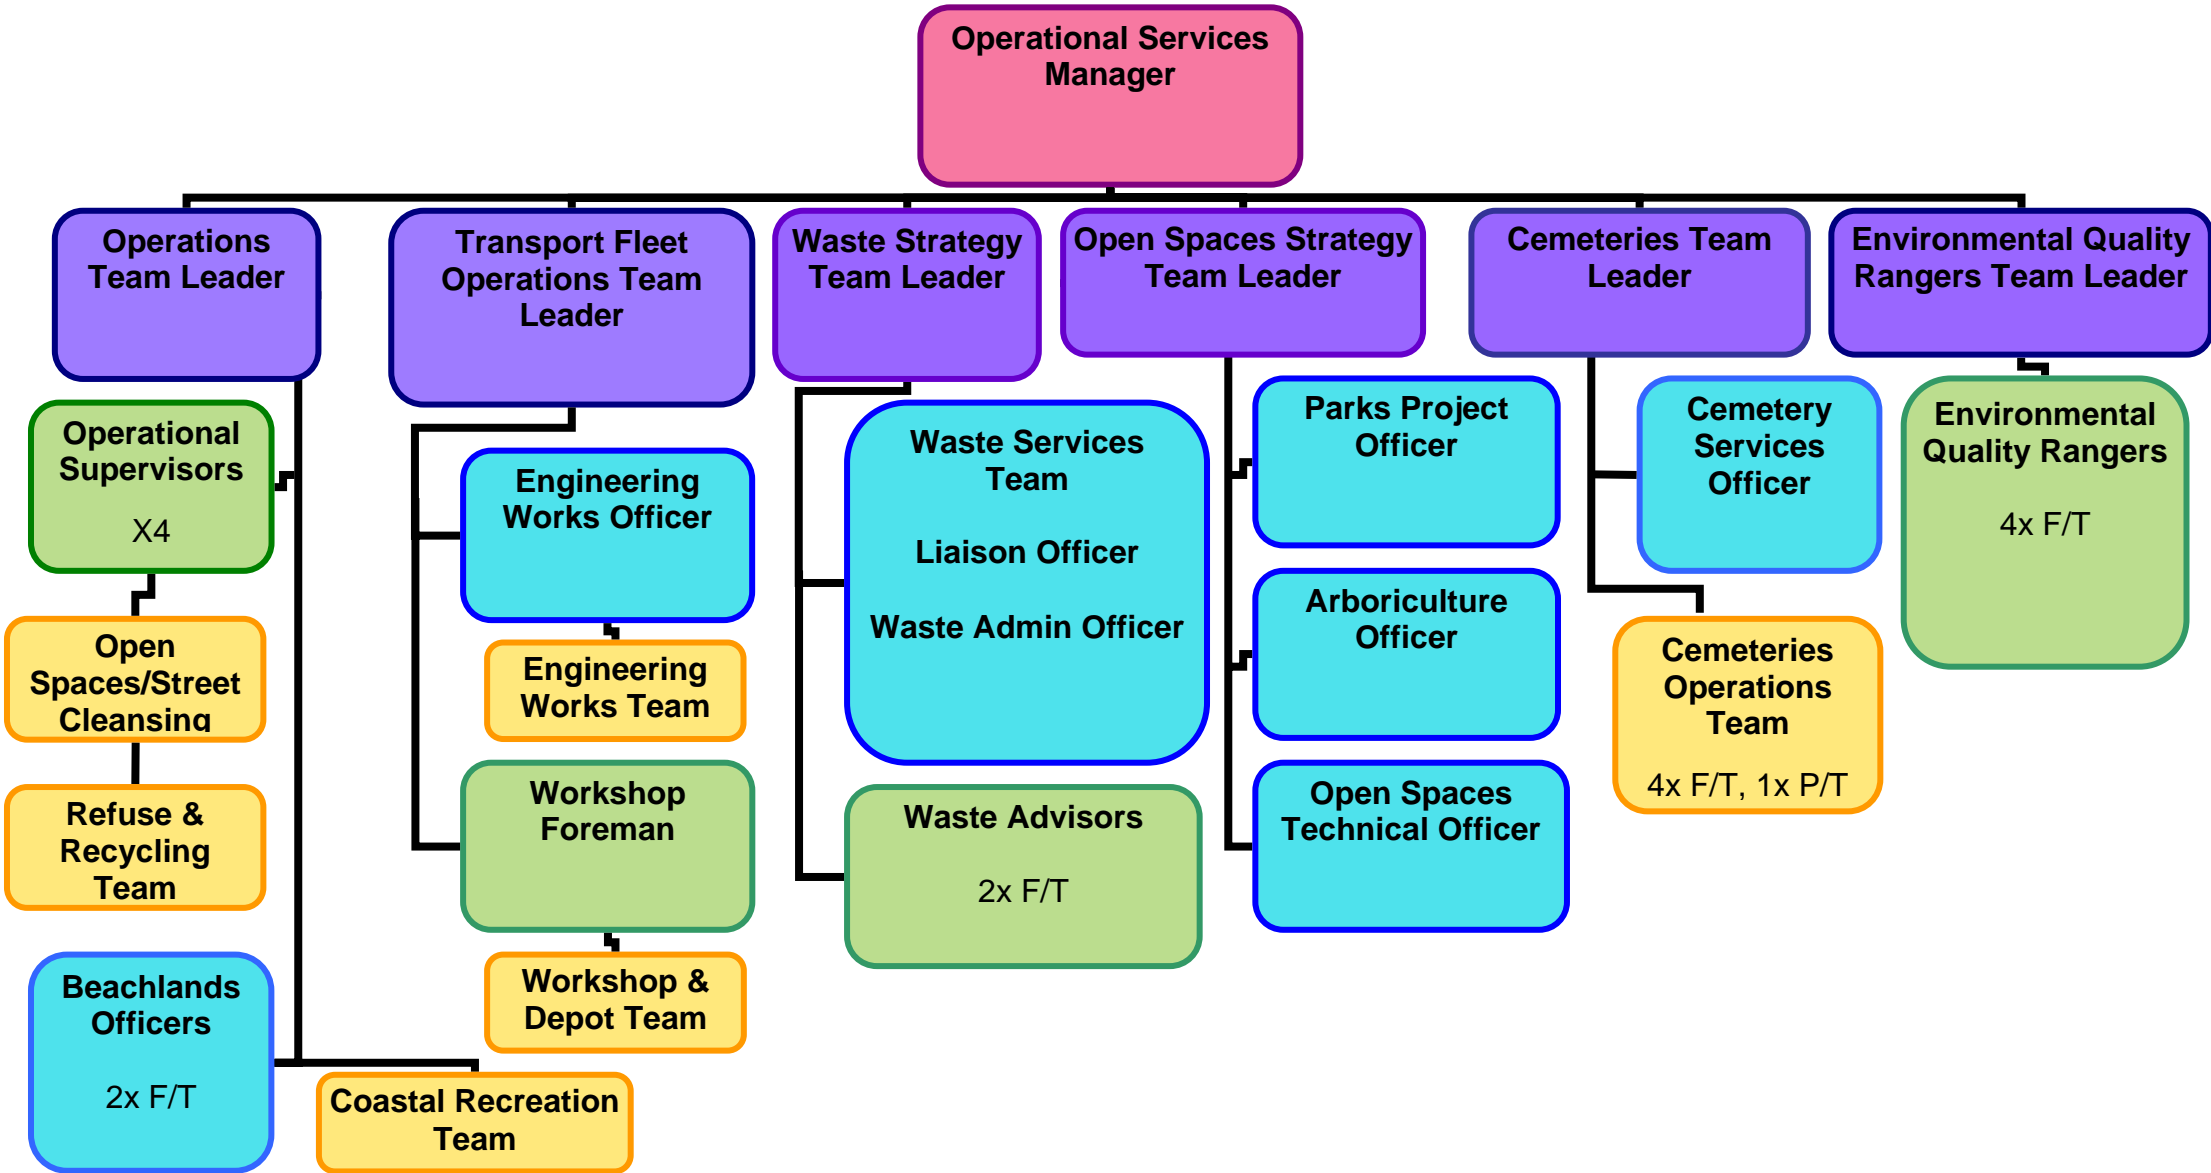 Operational Services
Manager
Operations
Team Leader
Transport Fleet
Operations Team
Leader
Waste Strategy
Team Leader
Open Spaces Strategy
Team Leader
Cemeteries Team
Leader
Environmental Quality
Rangers Team Leader
Operational
Supervisors
X4
Open
Spaces/Street
Cleansing
Refuse &
Recycling
Team
Beachlands
Officers
2x F/T
Coastal Recreation
Team
Engineering
Works Officer
Engineering
Works Team
Workshop
Foreman
Workshop &
Depot Team
Waste Services
Team
Liaison Officer
Waste Admin Officer
Waste Advisors
2x F/T
Parks Project
Officer
Arboriculture
Officer
Open Spaces
Technical Officer
Cemetery
Services
Officer
Cemeteries
Operations
Team
4x F/T, 1x P/T
Environmental
Quality Rangers
4x F/T